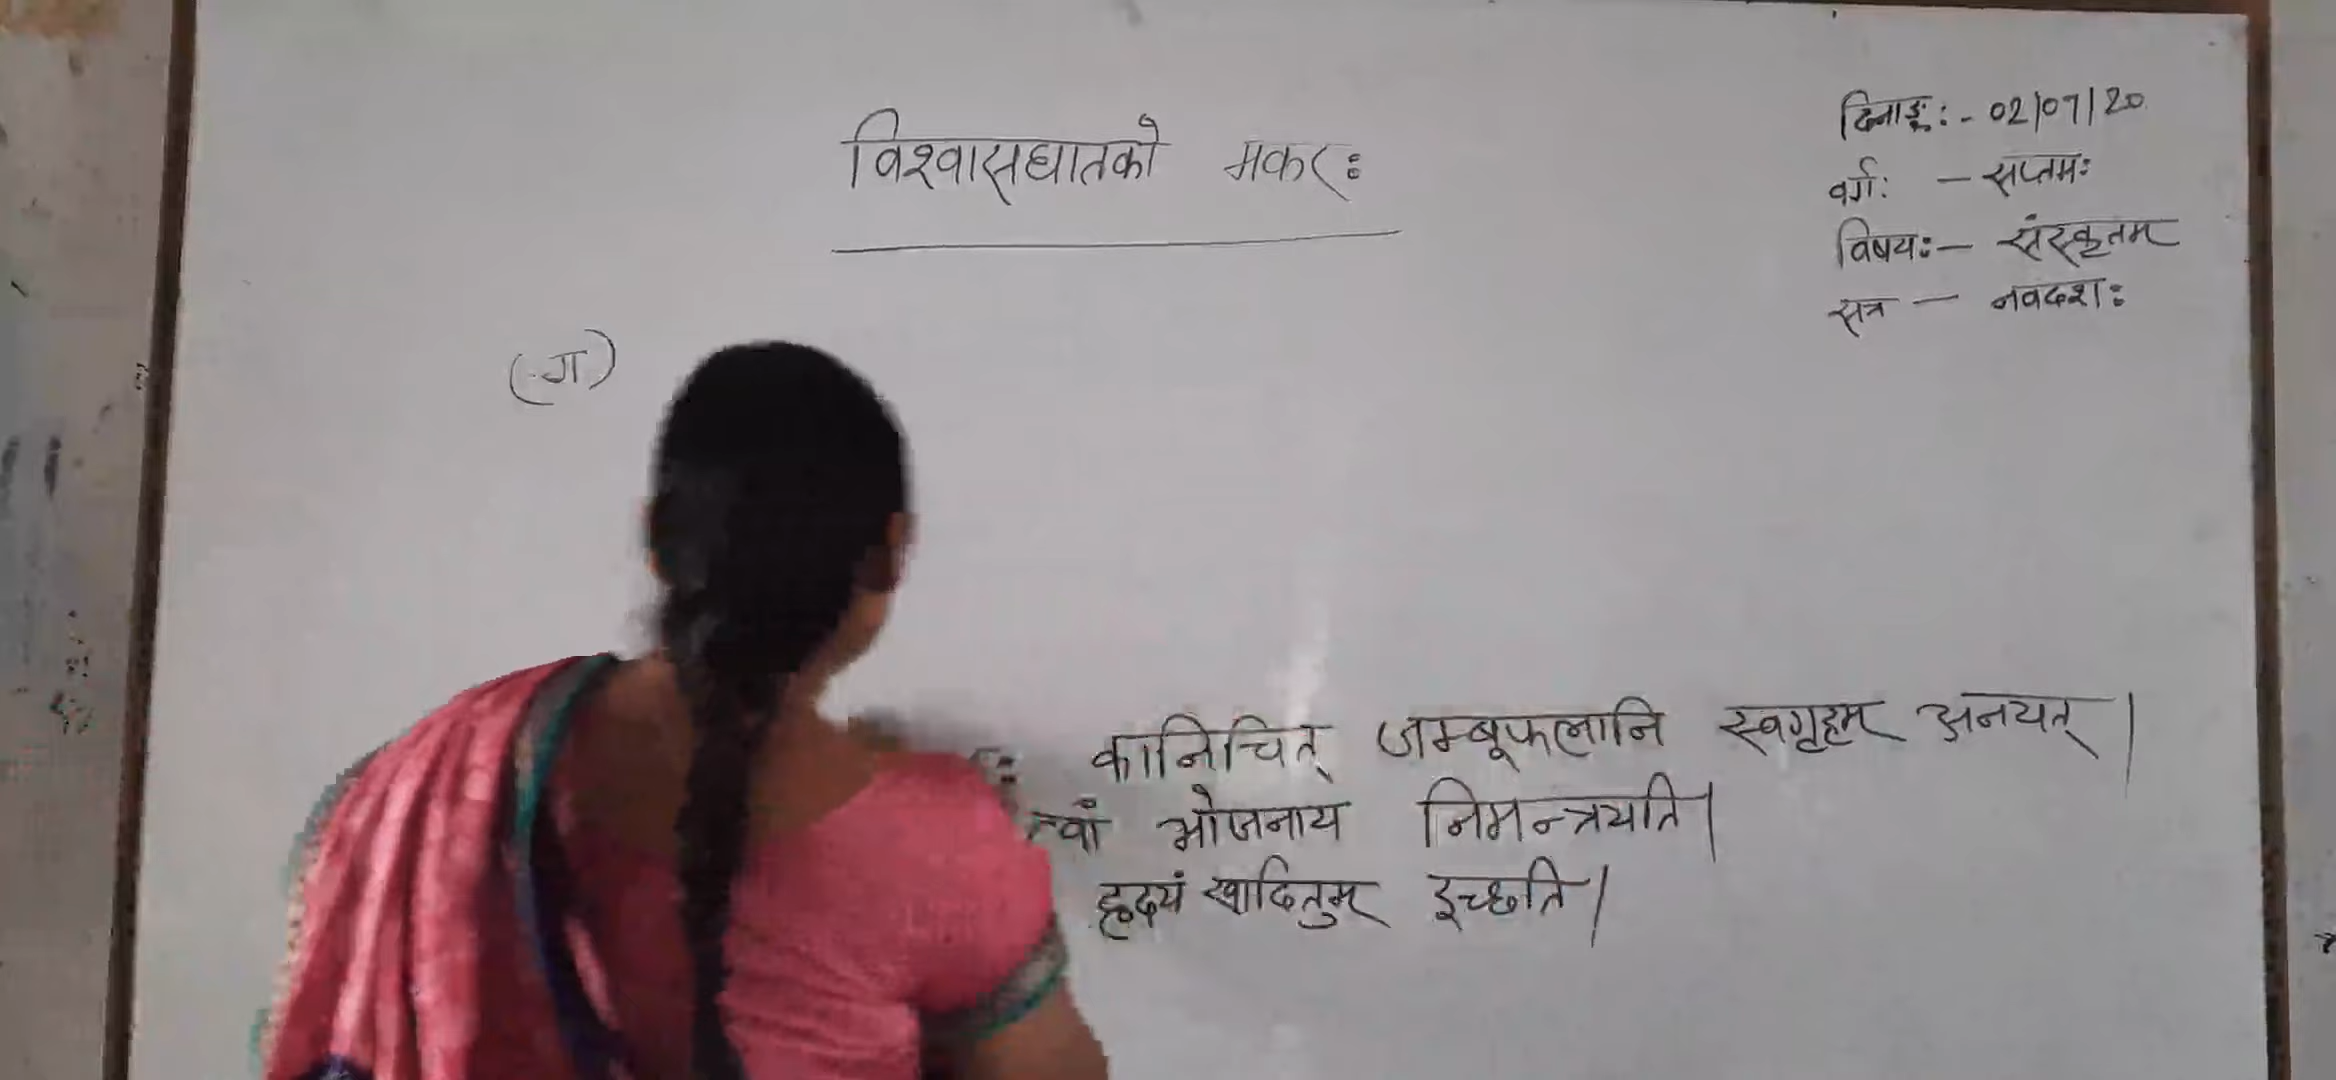 विश्वासघातको मकरः
दिनाङ्कः - 02/07/20
वर्गः - सप्तमः
विषयः - संस्कृतम्
सत्र - नवदशः
(ग)
कानिचित् जम्बूफलानि स्वगृहम् अनयत् |
त्वां भोजनाय निमन्त्रयति |
हृदयं खादितुम् इच्छति |